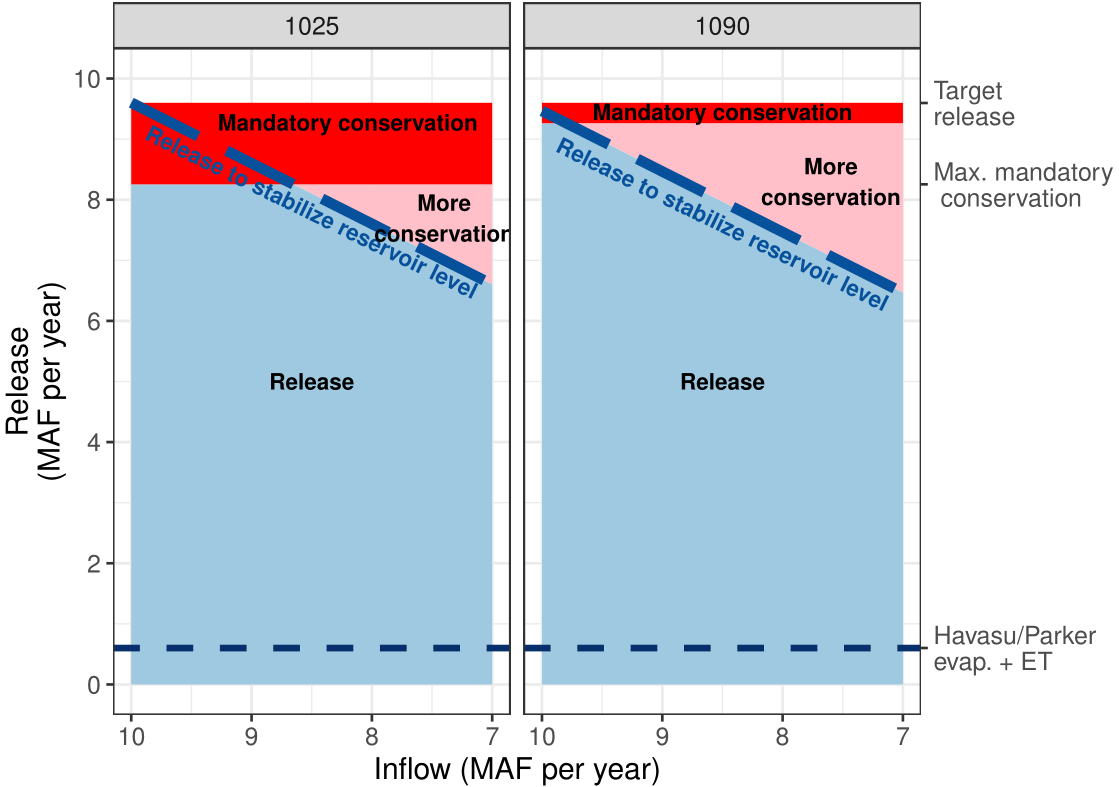 1025
1090
10
8
6
4
2
0
Release
(MAF per year)
Mandatory conservation
Release to stabilize reservoir level
More
conservation
Release
Mandatory conservation
Release to stabilize reservoir level
More
conservation
Release
Target
release
Max. mandatory
conservation
Havasu/Parker
evap. + ET
10
9
8
7
10
9
8
7
Inflow (MAF per year)